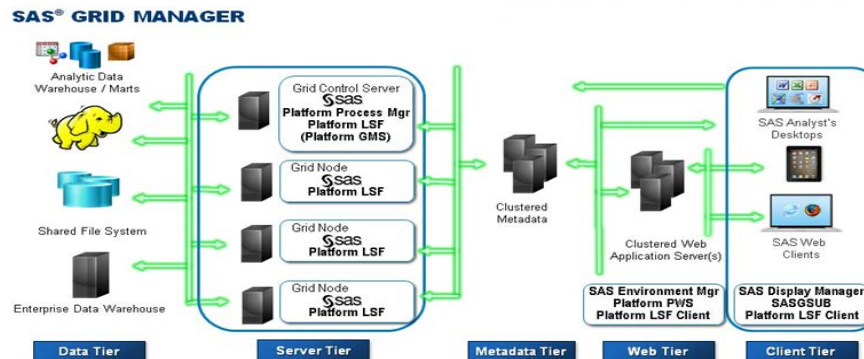 SAS® GRID MANAGER
Analytic Data
Warehouse / Marts
Shared File System
Enterprise Data Warehouse
Data Tier
Grid Control Server
sas
Platform Process Mgr
Platform LSF
(Platform GMS)
Grid Node
sas
Platform LSF
Grid Node
sas
Platform LSF
Grid Node
sas
Platform LSF
Server Tier
Clustered
Metadata
Metadata Tier
Clustered Web
Application Server(s)
SAS Environment Mgr
Platform PWS
Platform LSF Client
Web Tier
SAS Analyst's
Desktops
SAS Web
Clients
SAS Display Manager
SASGSUB
Platform LSF Client
Client Tier